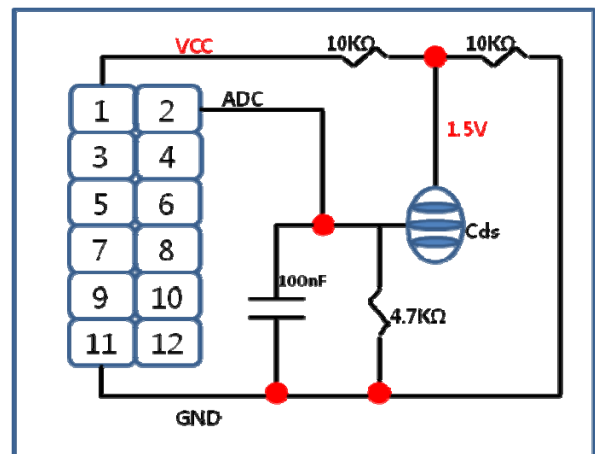 VCC
10KΩ
10KΩ
1 2
ADC
3 4
1.5V
5 6
Cds
7 8
100nF
9 10
4.7KΩ
11 12
GND